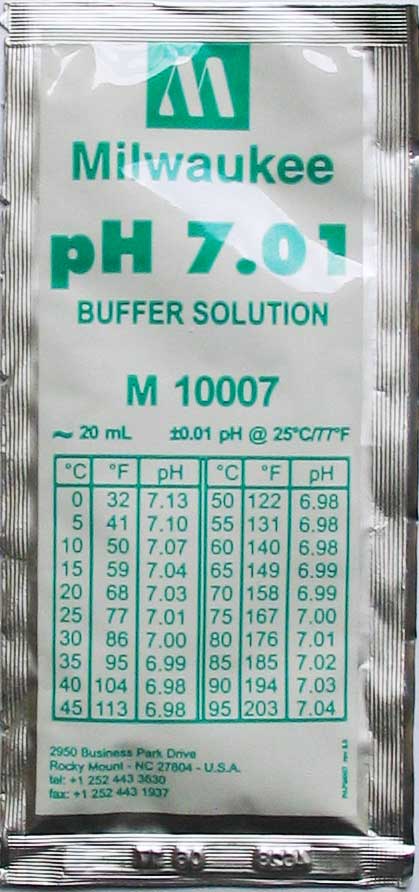 M
Milwaukee
pH 7.01
BUFFER SOLUTION
M 10007
~ 20 mL ±0.01 pH @ 25°C/77°F
°C °F pH °C °F pH
0 32 7.13 50 122 6.98
5 41 7.10 55 131 6.98
10 50 7.07 60 140 6.98
15 59 7.04 65 149 6.99
20 68 7.03 70 158 6.99
25 77 7.01 75 167 7.00
30 86 7.00 80 176 7.01
35 95 6.99 85 185 7.02
40 104 6.98 90 194 7.03
45 113 6.98 95 203 7.04
2950 Business Park Drive
Rocky Mount - NC 27804 - U.S.A.
tel: +1 252 443 3630
fax: +1 252 443 1937